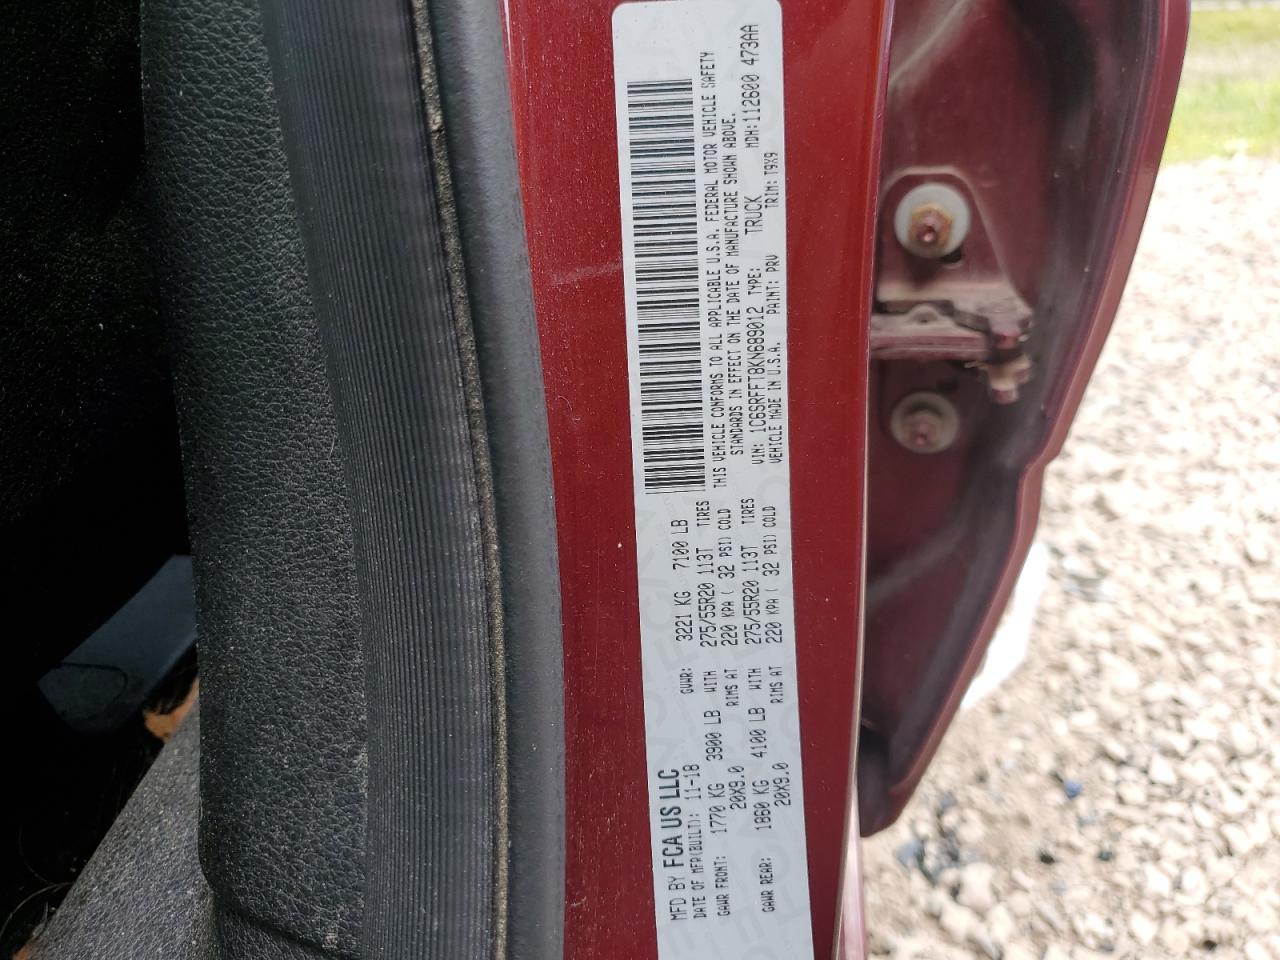 MFD BY FCA US LLC
DATE OF MFR(BUILT): 11-18 GVWR: 3221 KG 7100 LB
GAWR FRONT: 1770 KG 3900 LB WITH 275/55R20 113T TIRES
20X9.0 RIMS AT 220 KPA ( 32 PSI) COLD
GAWR REAR: 1860 KG 4100 LB WITH 275/55R20 113T TIRES
20X9.0 RIMS AT 220 KPA ( 32 PSI) COLD
THIS VEHICLE CONFORMS TO ALL APPLICABLE U.S.A. FEDERAL MOTOR VEHICLE SAFETY
STANDARDS IN EFFECT ON THE DATE OF MANUFACTURE SHOWN ABOVE.
VIN: 1C6SRFFT8KN689012 TYPE: TRUCK MDH:112600 473AA
VEHICLE MADE IN U.S.A. PAINT: PRV TRIM: T9X9